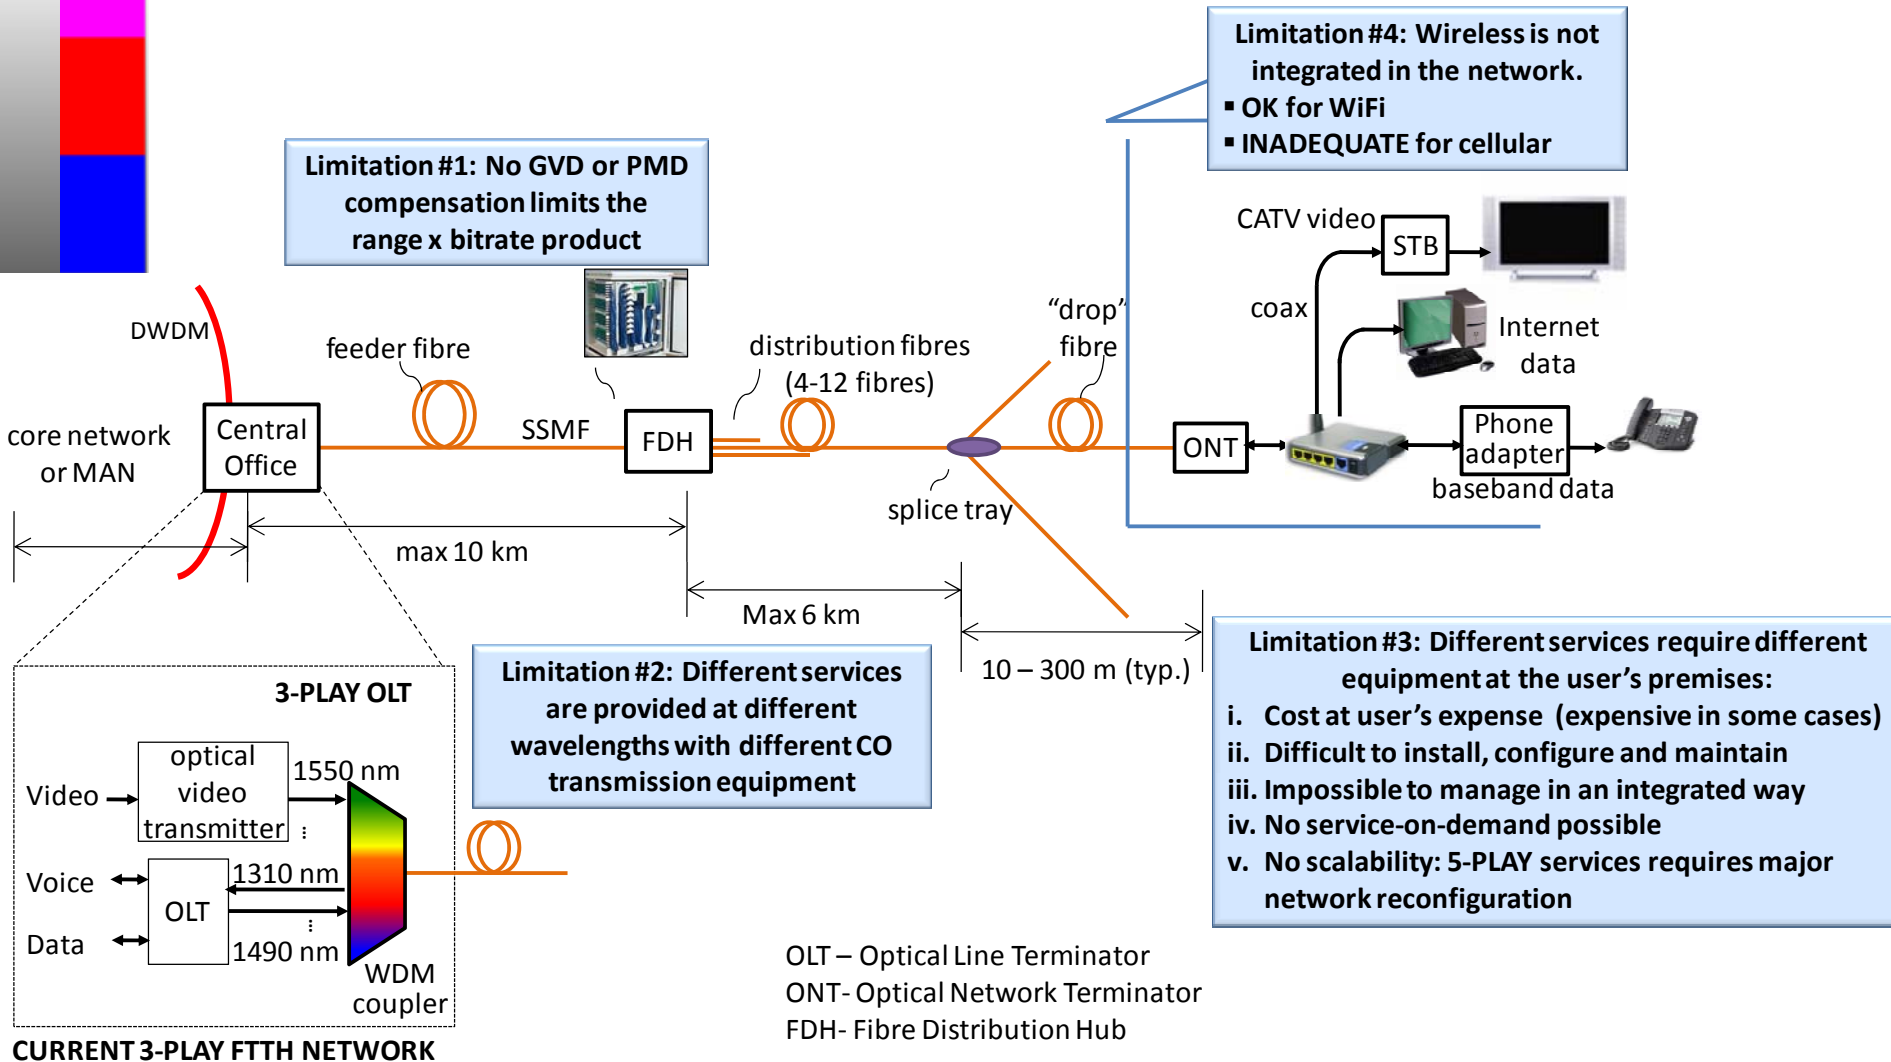 Limitation #4: Wireless is not
integrated in the network.
▪ OK for WiFi
▪ INADEQUATE for cellular
Limitation #1: No GVD or PMD
compensation limits the
range x bitrate product
CATV video
STB
coax
Internet
data
DWDM
feeder fibre
distribution fibres
(4-12 fibres)
“drop”
fibre
core network
or MAN
Central
Office
SSMF
FDH
splice tray
ONT
Phone
adapter
baseband data
max 10 km
Max 6 km
10 – 300 m (typ.)
Limitation #2: Different services
are provided at different
wavelengths with different CO
transmission equipment
Limitation #3: Different services require different
equipment at the user’s premises:
i. Cost at user’s expense (expensive in some cases)
ii. Difficult to install, configure and maintain
iii. Impossible to manage in an integrated way
iv. No service-on-demand possible
v. No scalability: 5-PLAY services requires major
network reconfiguration
3-PLAY OLT
Video
optical
video
transmitter
1550 nm
...
Voice
Data
OLT
1310 nm
...
1490 nm
WDM
coupler
OLT – Optical Line Terminator
ONT- Optical Network Terminator
FDH- Fibre Distribution Hub
CURRENT 3-PLAY FTTH NETWORK